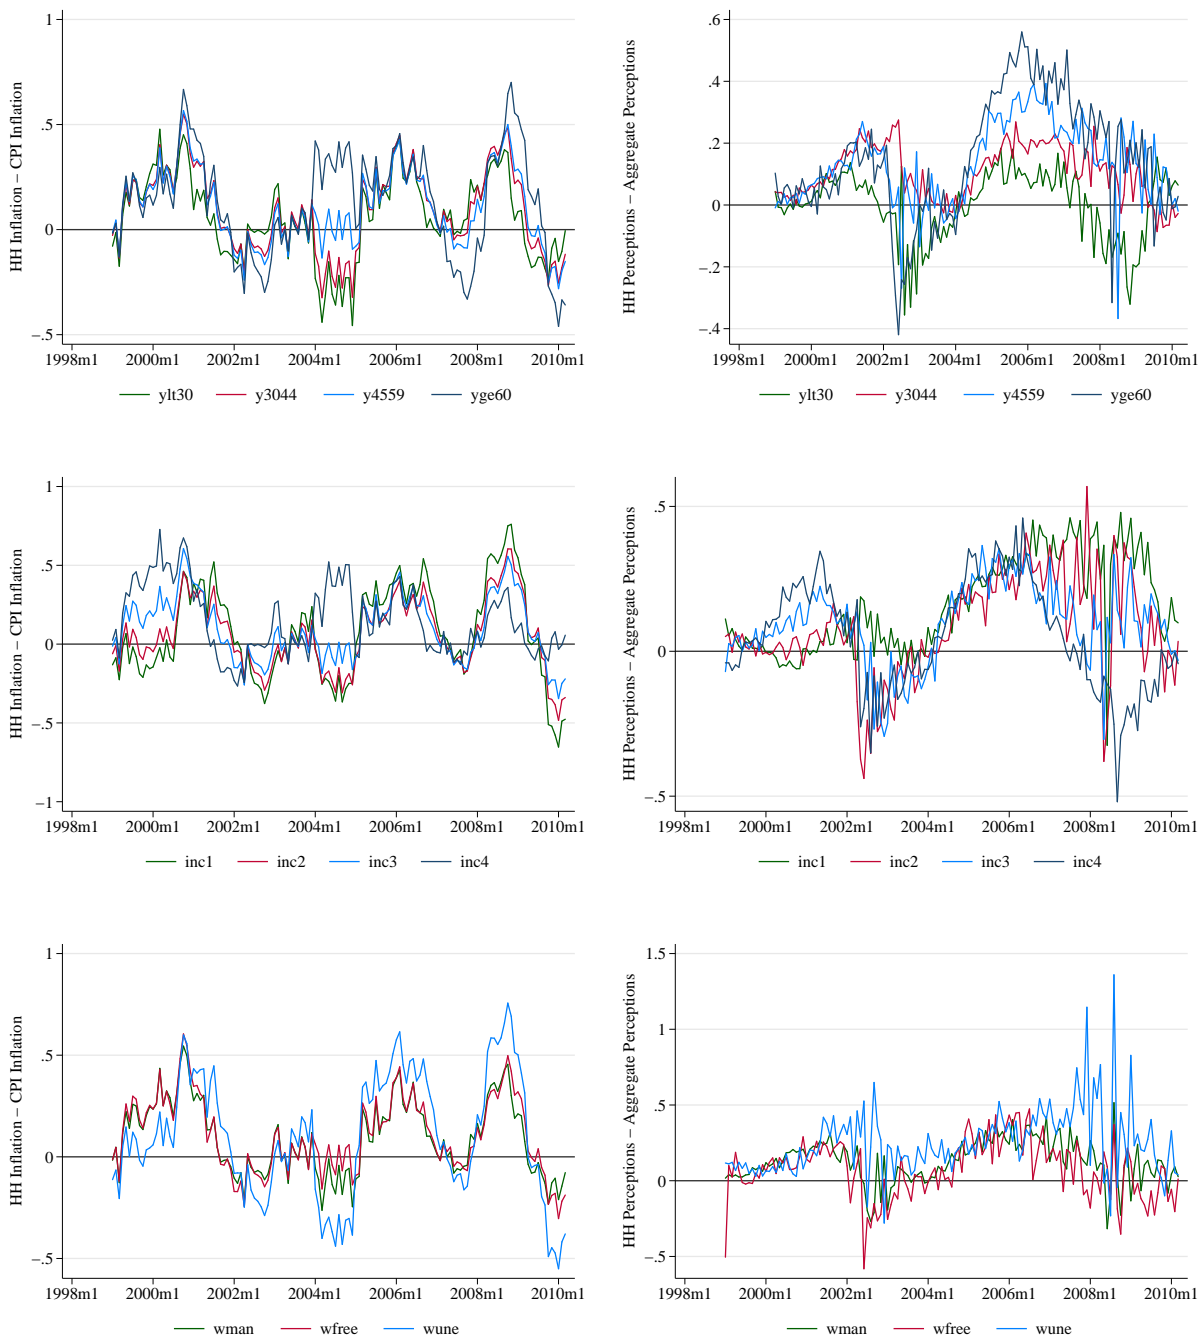 HH Inflation − CPI Inflation
1
.5
0
−.5
1998m1 2000m1 2002m1 2004m1 2006m1 2008m1 2010m1
ylt30 y3044 y4559 yge60
HH Perceptions − Aggregate Perceptions
.6
.4
.2
0
−.2
−.4
1998m1 2000m1 2002m1 2004m1 2006m1 2008m1 2010m1
ylt30 y3044 y4559 yge60
HH Inflation − CPI Inflation
1
.5
0
−.5
−1
1998m1 2000m1 2002m1 2004m1 2006m1 2008m1 2010m1
inc1 inc2 inc3 inc4
HH Perceptions − Aggregate Perceptions
.5
0
−.5
1998m1 2000m1 2002m1 2004m1 2006m1 2008m1 2010m1
inc1 inc2 inc3 inc4
HH Inflation − CPI Inflation
1
.5
0
−.5
1998m1 2000m1 2002m1 2004m1 2006m1 2008m1 2010m1
wman wfree wune
HH Perceptions − Aggregate Perceptions
1.5
1
.5
0
−.5
1998m1 2000m1 2002m1 2004m1 2006m1 2008m1 2010m1
wman wfree wune